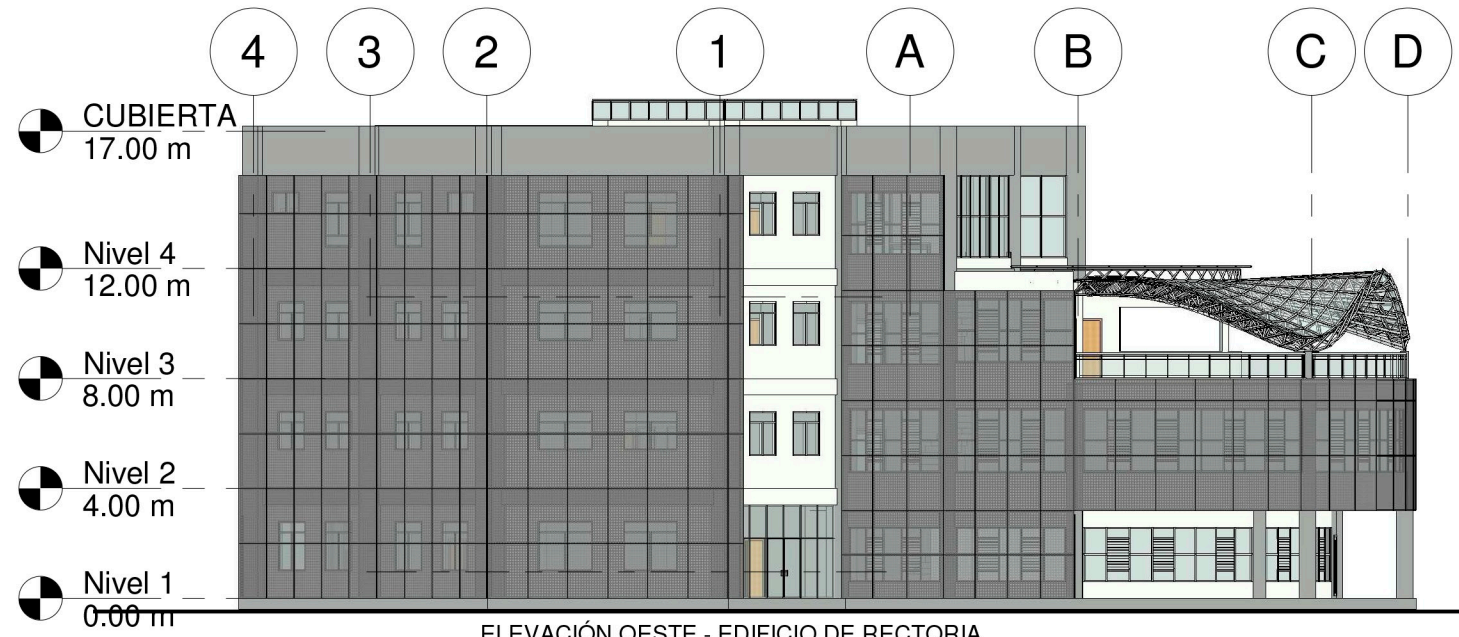 4 3 2 1 A B C D
CUBIERTA
17.00 m
Nivel 4
12.00 m
Nivel 3
8.00 m
Nivel 2
4.00 m
Nivel 1
0.00 m
ELEVACIÓN OESTE - EDIFICIO DE RECTORIA